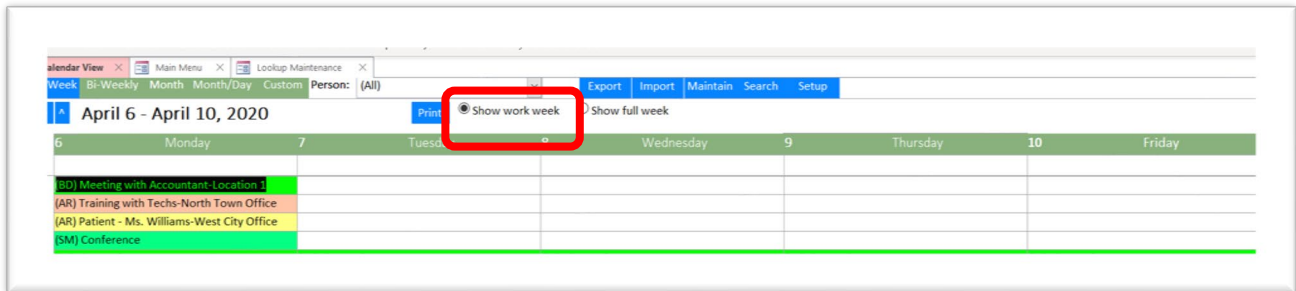 alendar View Main Menu Lookup Maintenance
Week Bi-Weekly Month Month/Day Custom Person: (All) Export Import Maintain Search Setup
^ April 6 - April 10, 2020 Print Show work week Show full week
6 Monday 7 Tuesd 8 Wednesday 9 Thursday 10 Friday
(BD) Meeting with Accountant-Location 1
(AR) Training with Techs-North Town Office
(AR) Patient - Ms. Williams-West City Office
(SM) Conference